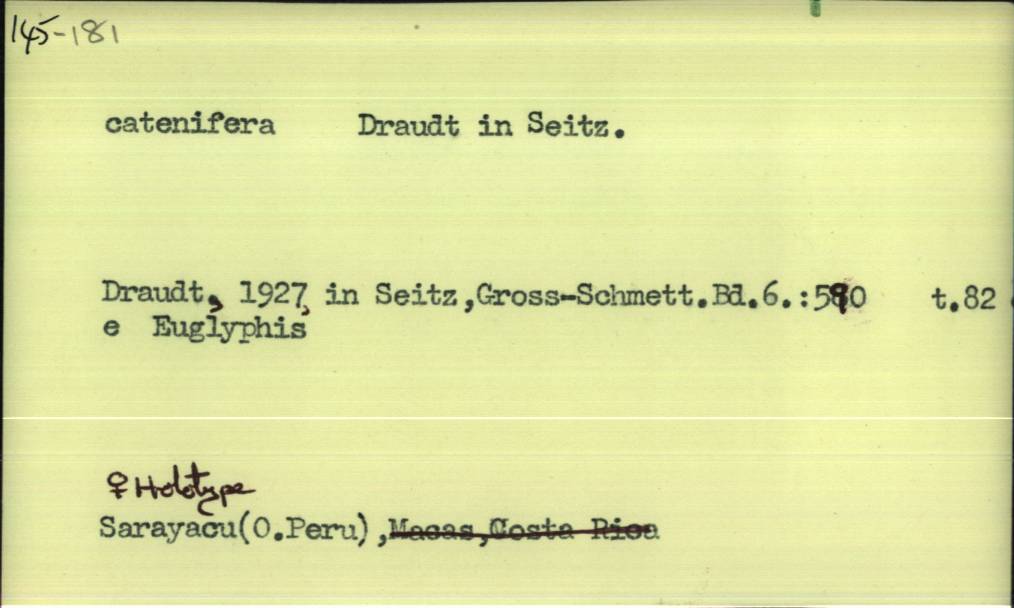 145-181
catenifera Draudt in Seitz.
Draudt, 1927, in Seitz,Gross-Schmett.Bd.6.:590 t.82
e Euglyphis
♀ Holotype
Sarayacu(O.Peru),Macas,Costa Rica